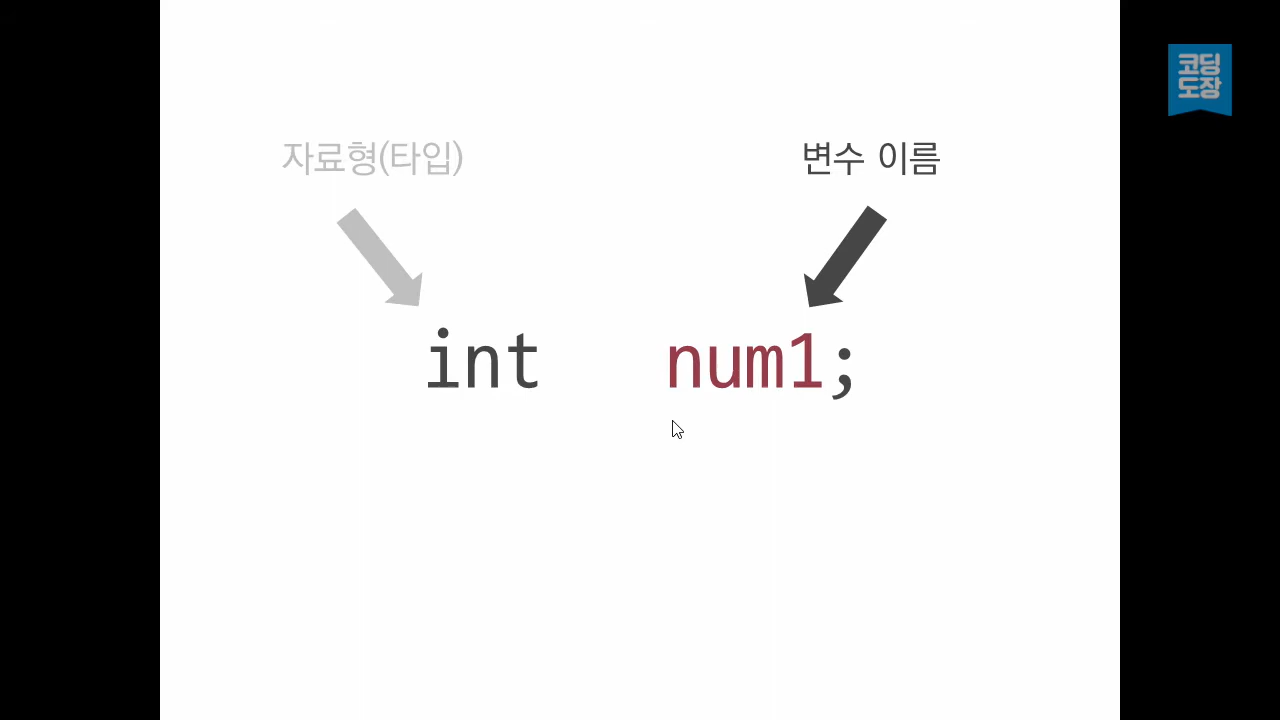 코딩
도장
자료형(타입)
변수 이름
int num1;